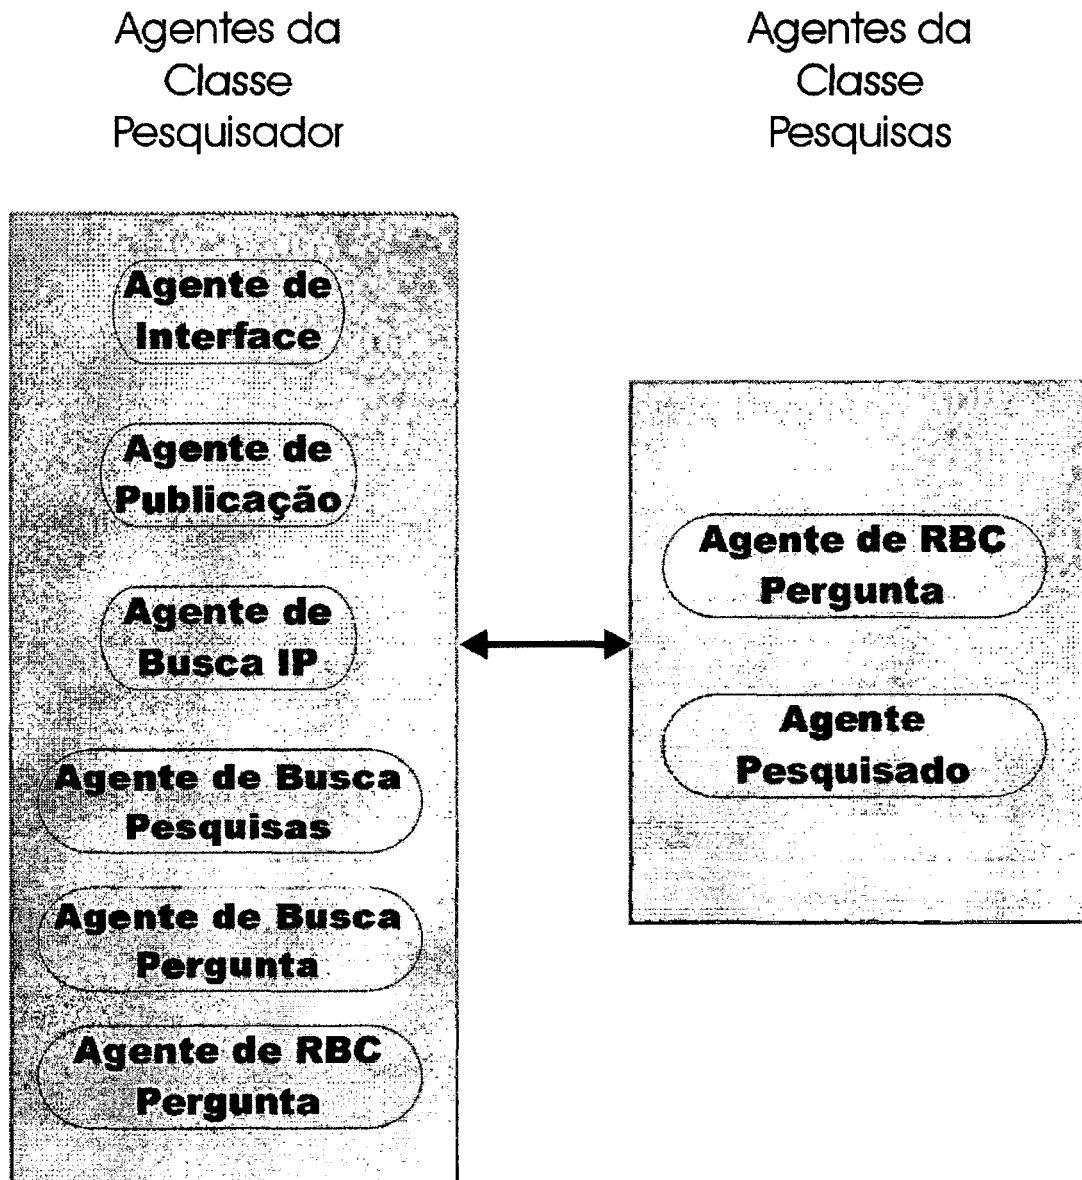 Agentes da
Classe
Pesquisador
Agentes da
Classe
Pesquisas
Agente de
Interface
Agente de
Publicação
Agente de
Busca IP
Agente de Busca
Pesquisas
Agente de Busca
Pergunta
Agente de RBC
Pergunta
Agente de RBC
Pergunta
Agente
Pesquisado